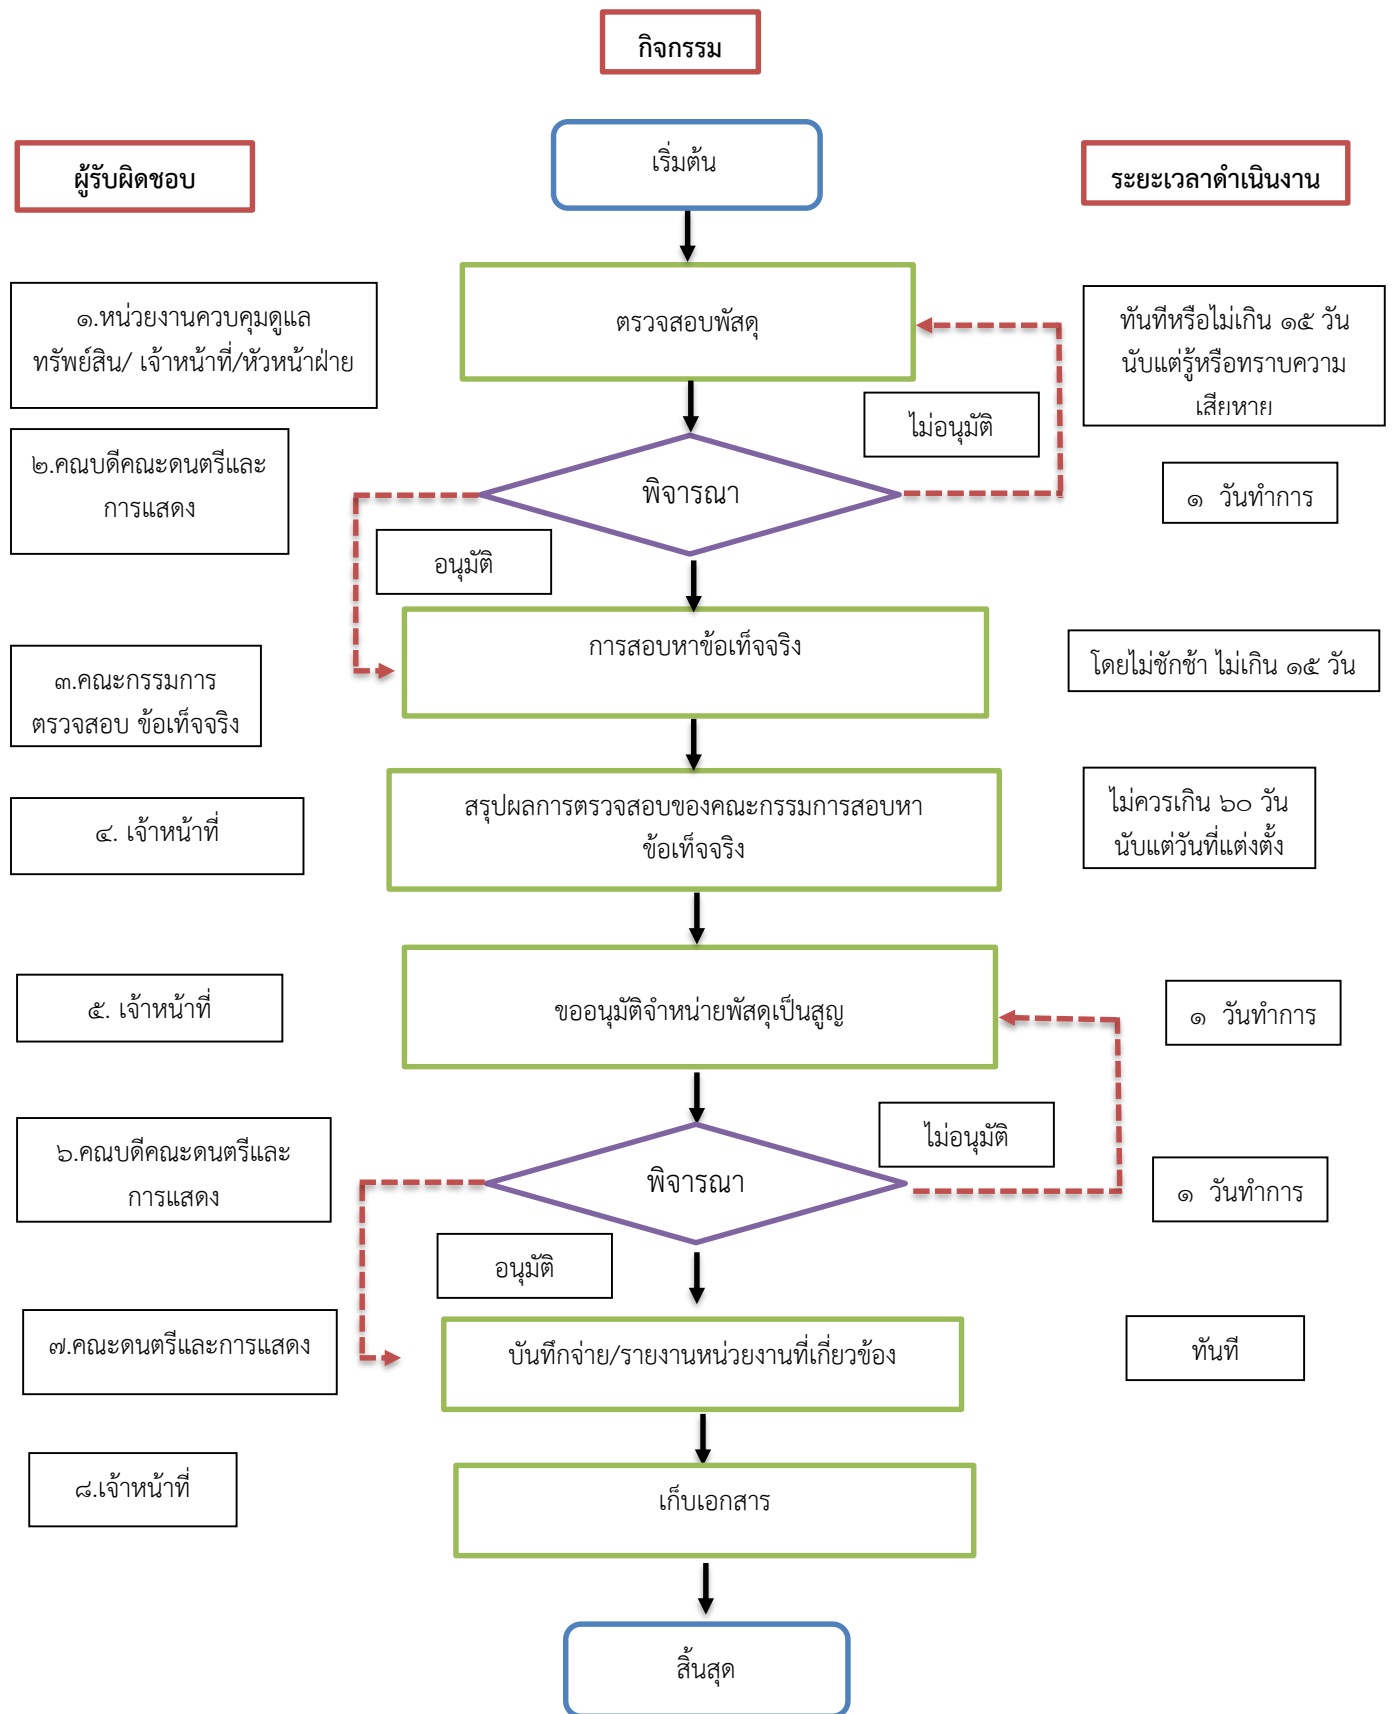 กิจกรรม
เริ่มต้น
ผู้รับผิดชอบ
ระยะเวลาดำเนินงาน
๑.หน่วยงานควบคุมดูแล
ทรัพย์สิน/ เจ้าหน้าที่/หัวหน้าฝ่าย
ตรวจสอบพัสดุ
ทันทีหรือไม่เกิน ๑๕ วัน
นับแต่รู้หรือทราบความ
เสียหาย
ไม่อนุมัติ
๒.คณบดีคณะดนตรีและ
การแสดง
พิจารณา
๑ วันทำการ
อนุมัติ
การสอบหาข้อเท็จจริง
๓.คณะกรรมการ
ตรวจสอบ ข้อเท็จจริง
โดยไม่ชักช้า ไม่เกิน ๑๕ วัน
๔. เจ้าหน้าที่
สรุปผลการตรวจสอบของคณะกรรมการสอบหา
ข้อเท็จจริง
ไม่ควรเกิน ๖๐ วัน
นับแต่วันที่แต่งตั้ง
๕. เจ้าหน้าที่
ขออนุมัติจำหน่ายพัสดุเป็นสูญ
๑ วันทำการ
ไม่อนุมัติ
๖.คณบดีคณะดนตรีและ
การแสดง
พิจารณา
๑ วันทำการ
อนุมัติ
๗.คณะดนตรีและการแสดง
บันทึกจ่าย/รายงานหน่วยงานที่เกี่ยวข้อง
ทันที
๘.เจ้าหน้าที่
เก็บเอกสาร
สิ้นสุด